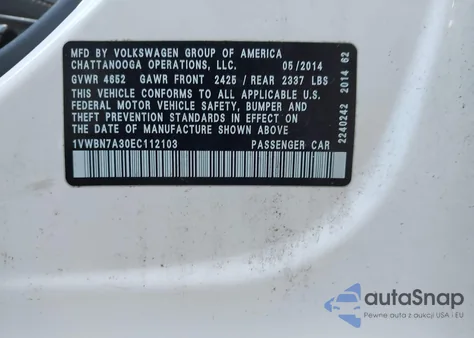 MFD BY VOLKSWAGEN GROUP OF AMERICA
CHATTANOOGA OPERATIONS, LLC. 05/2014
GVWR 4652 GAWR FRONT 2425 / REAR 2337 LBS
THIS VEHICLE CONFORMS TO ALL APPLICABLE U.S.
FEDERAL MOTOR VEHICLE SAFETY, BUMPER AND
THEFT PREVENTION STANDARDS IN EFFECT ON
THE DATE OF MANUFACTURE SHOWN ABOVE.
1VWBN7A30EC112103 PASSENGER CAR
2240242 2014 62
autoSnap
Pewne auta z aukcji USA i EU